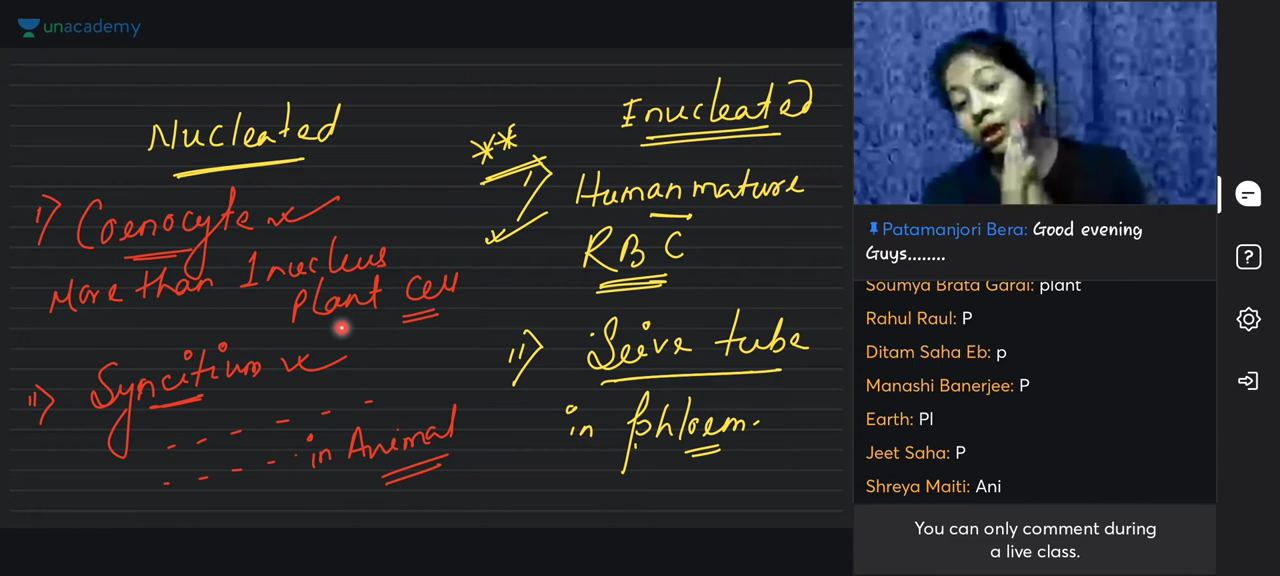 unacademy
Nucleated
i) Coenocyte
More than 1 nucleus
plant cell
ii) Syncitium
in Animal
Inucleated
** i) Human mature
RBC
ii) Seive tube
in phloem.
Patamanjori Bera: Good evening
Guys........
Soumya Brata Garai: plant
Rahul Raul: P
Ditam Saha Eb: p
Manashi Banerjee: P
Earth: Pl
Jeet Saha: P
Shreya Maiti: Ani
You can only comment during
a live class.